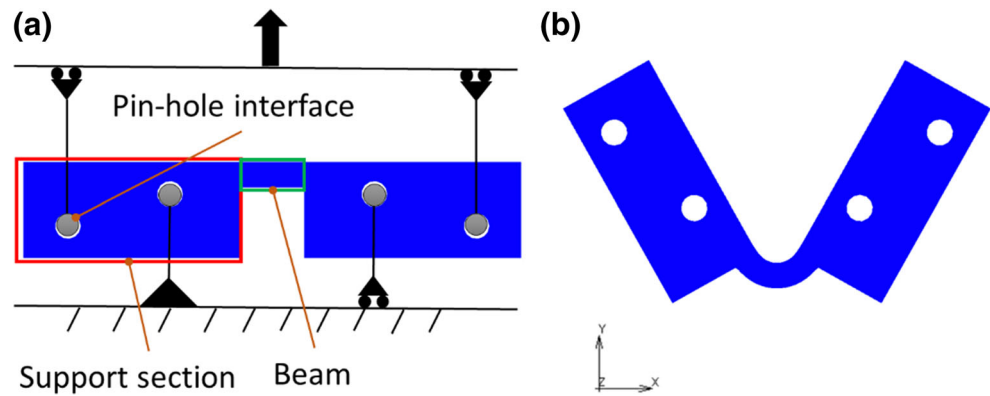 (a)
Pin-hole interface
Support section
Beam
(b)
Y
Z
X